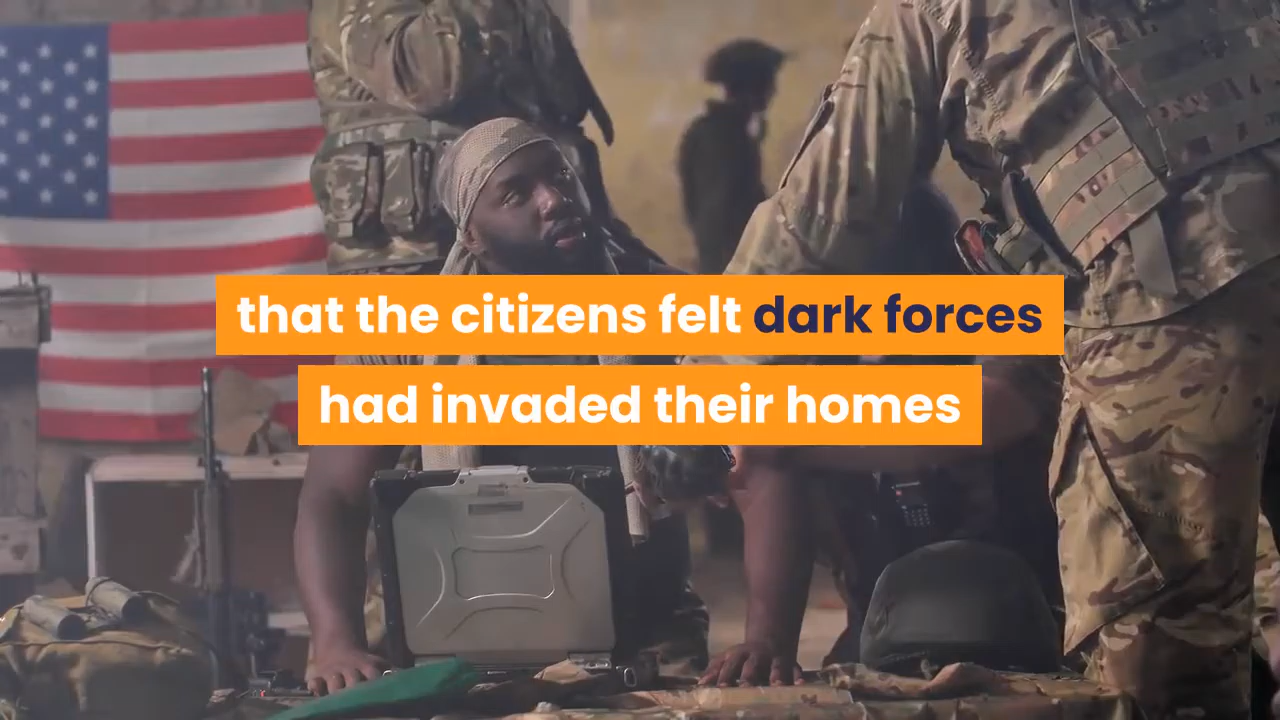 that the citizens felt dark forces
had invaded their homes